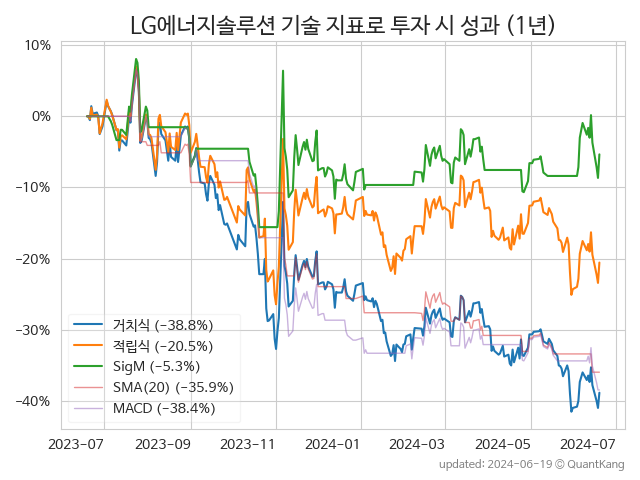 LG에너지솔루션 기술 지표로 투자 시 성과 (1년)
10%
0%
−10%
−20%
−30%
−40%
거치식 (−38.8%)
적립식 (−20.5%)
SigM (−5.3%)
SMA(20) (−35.9%)
MACD (−38.4%)
2023−07 2023−09 2023−11 2024−01 2024−03 2024−05 2024−07
updated: 2024−06−19 © QuantKang